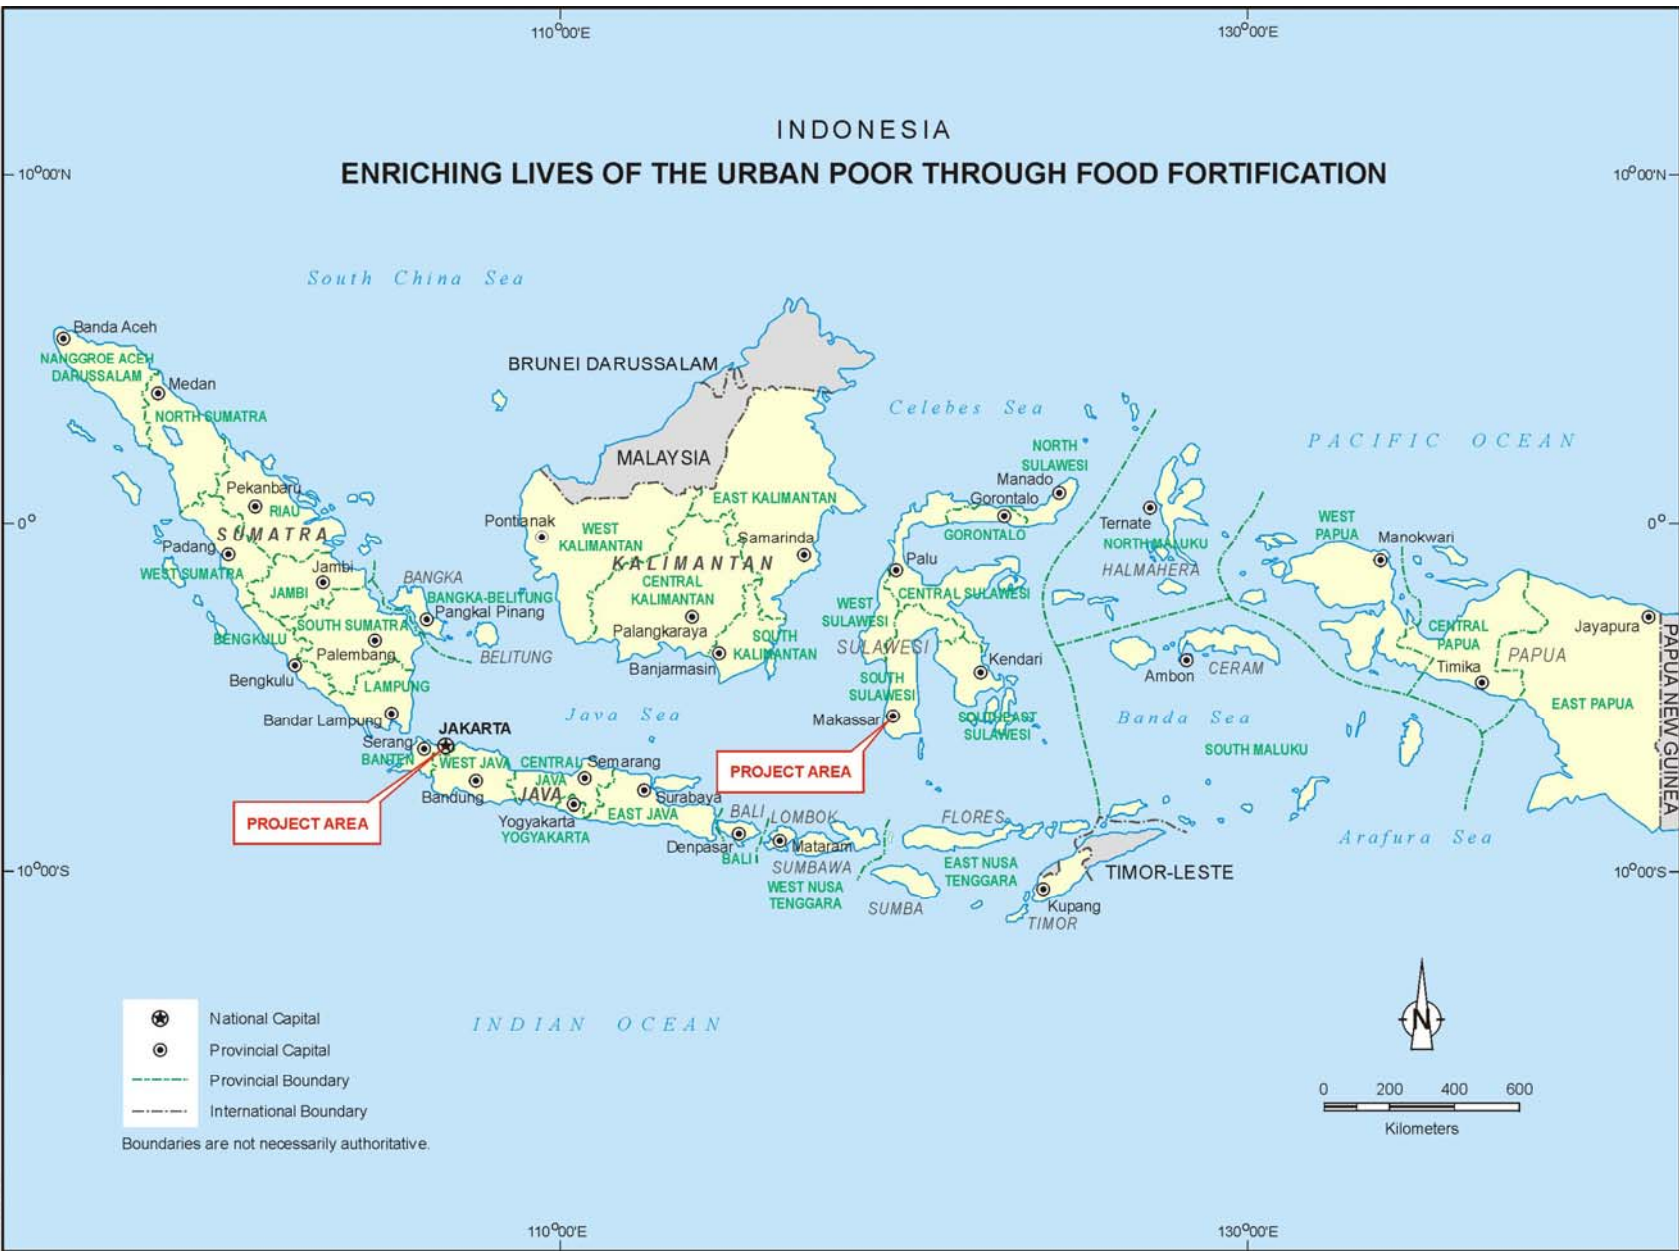 110°00'E
130°00'E
INDONESIA
10°00'N
ENRICHING LIVES OF THE URBAN POOR THROUGH FOOD FORTIFICATION
10°00'N
South China Sea
Banda Aceh
NANGGROE ACEH
DARUSSALAM
Medan
NORTH SUMATRA
BRUNEI DARUSSALAM
MALAYSIA
Celebes Sea
PACIFIC OCEAN
NORTH
SULAWESI
Manado
Gorontalo
GORONTALO
Pekanbaru
RIAU
SUMATRA
0°
0°
Padang
WEST SUMATRA
Jambi
JAMBI
BANGKA
BANGKA-BELITUNG
Pangkal Pinang
SOUTH SUMATRA
Palembang
BENGKULU
Bengkulu
BELITUNG
LAMPUNG
Bandar Lampung
Pontianak
WEST
KALIMANTAN
EAST KALIMANTAN
Samarinda
KALIMANTAN
CENTRAL
KALIMANTAN
Palangkaraya
SOUTH
KALIMANTAN
Banjarmasin
Palu
CENTRAL SULAWESI
WEST
SULAWESI
SULAWESI
Kendari
SOUTH
SULAWESI
Makassar
SOUTHEAST
SULAWESI
Ternate
NORTH MALUKU
HALMAHERA
WEST
PAPUA
Manokwari
CENTRAL
PAPUA
Timika
PAPUA
Jayapura
EAST PAPUA
PAPUA NEW GUINEA
Ambon
CERAM
Banda Sea
SOUTH MALUKU
Java Sea
JAKARTA
Serang
BANTEN
WEST JAVA
Bandung
CENTRAL
JAVA
Semarang
JAVA
Surabaya
Yogyakarta
YOGYAKARTA
EAST JAVA
PROJECT AREA
PROJECT AREA
BALI
LOMBOK
Denpasar
BALI
Mataram
SUMBAWA
WEST NUSA
TENGGARA
FLORES
EAST NUSA
TENGGARA
SUMBA
Kupang
TIMOR
TIMOR-LESTE
Arafura Sea
10°00'S
10°00'S
INDIAN OCEAN
National Capital
Provincial Capital
Provincial Boundary
International Boundary
Boundaries are not necessarily authoritative.
N
0 200 400 600
Kilometers
110°00'E
130°00'E